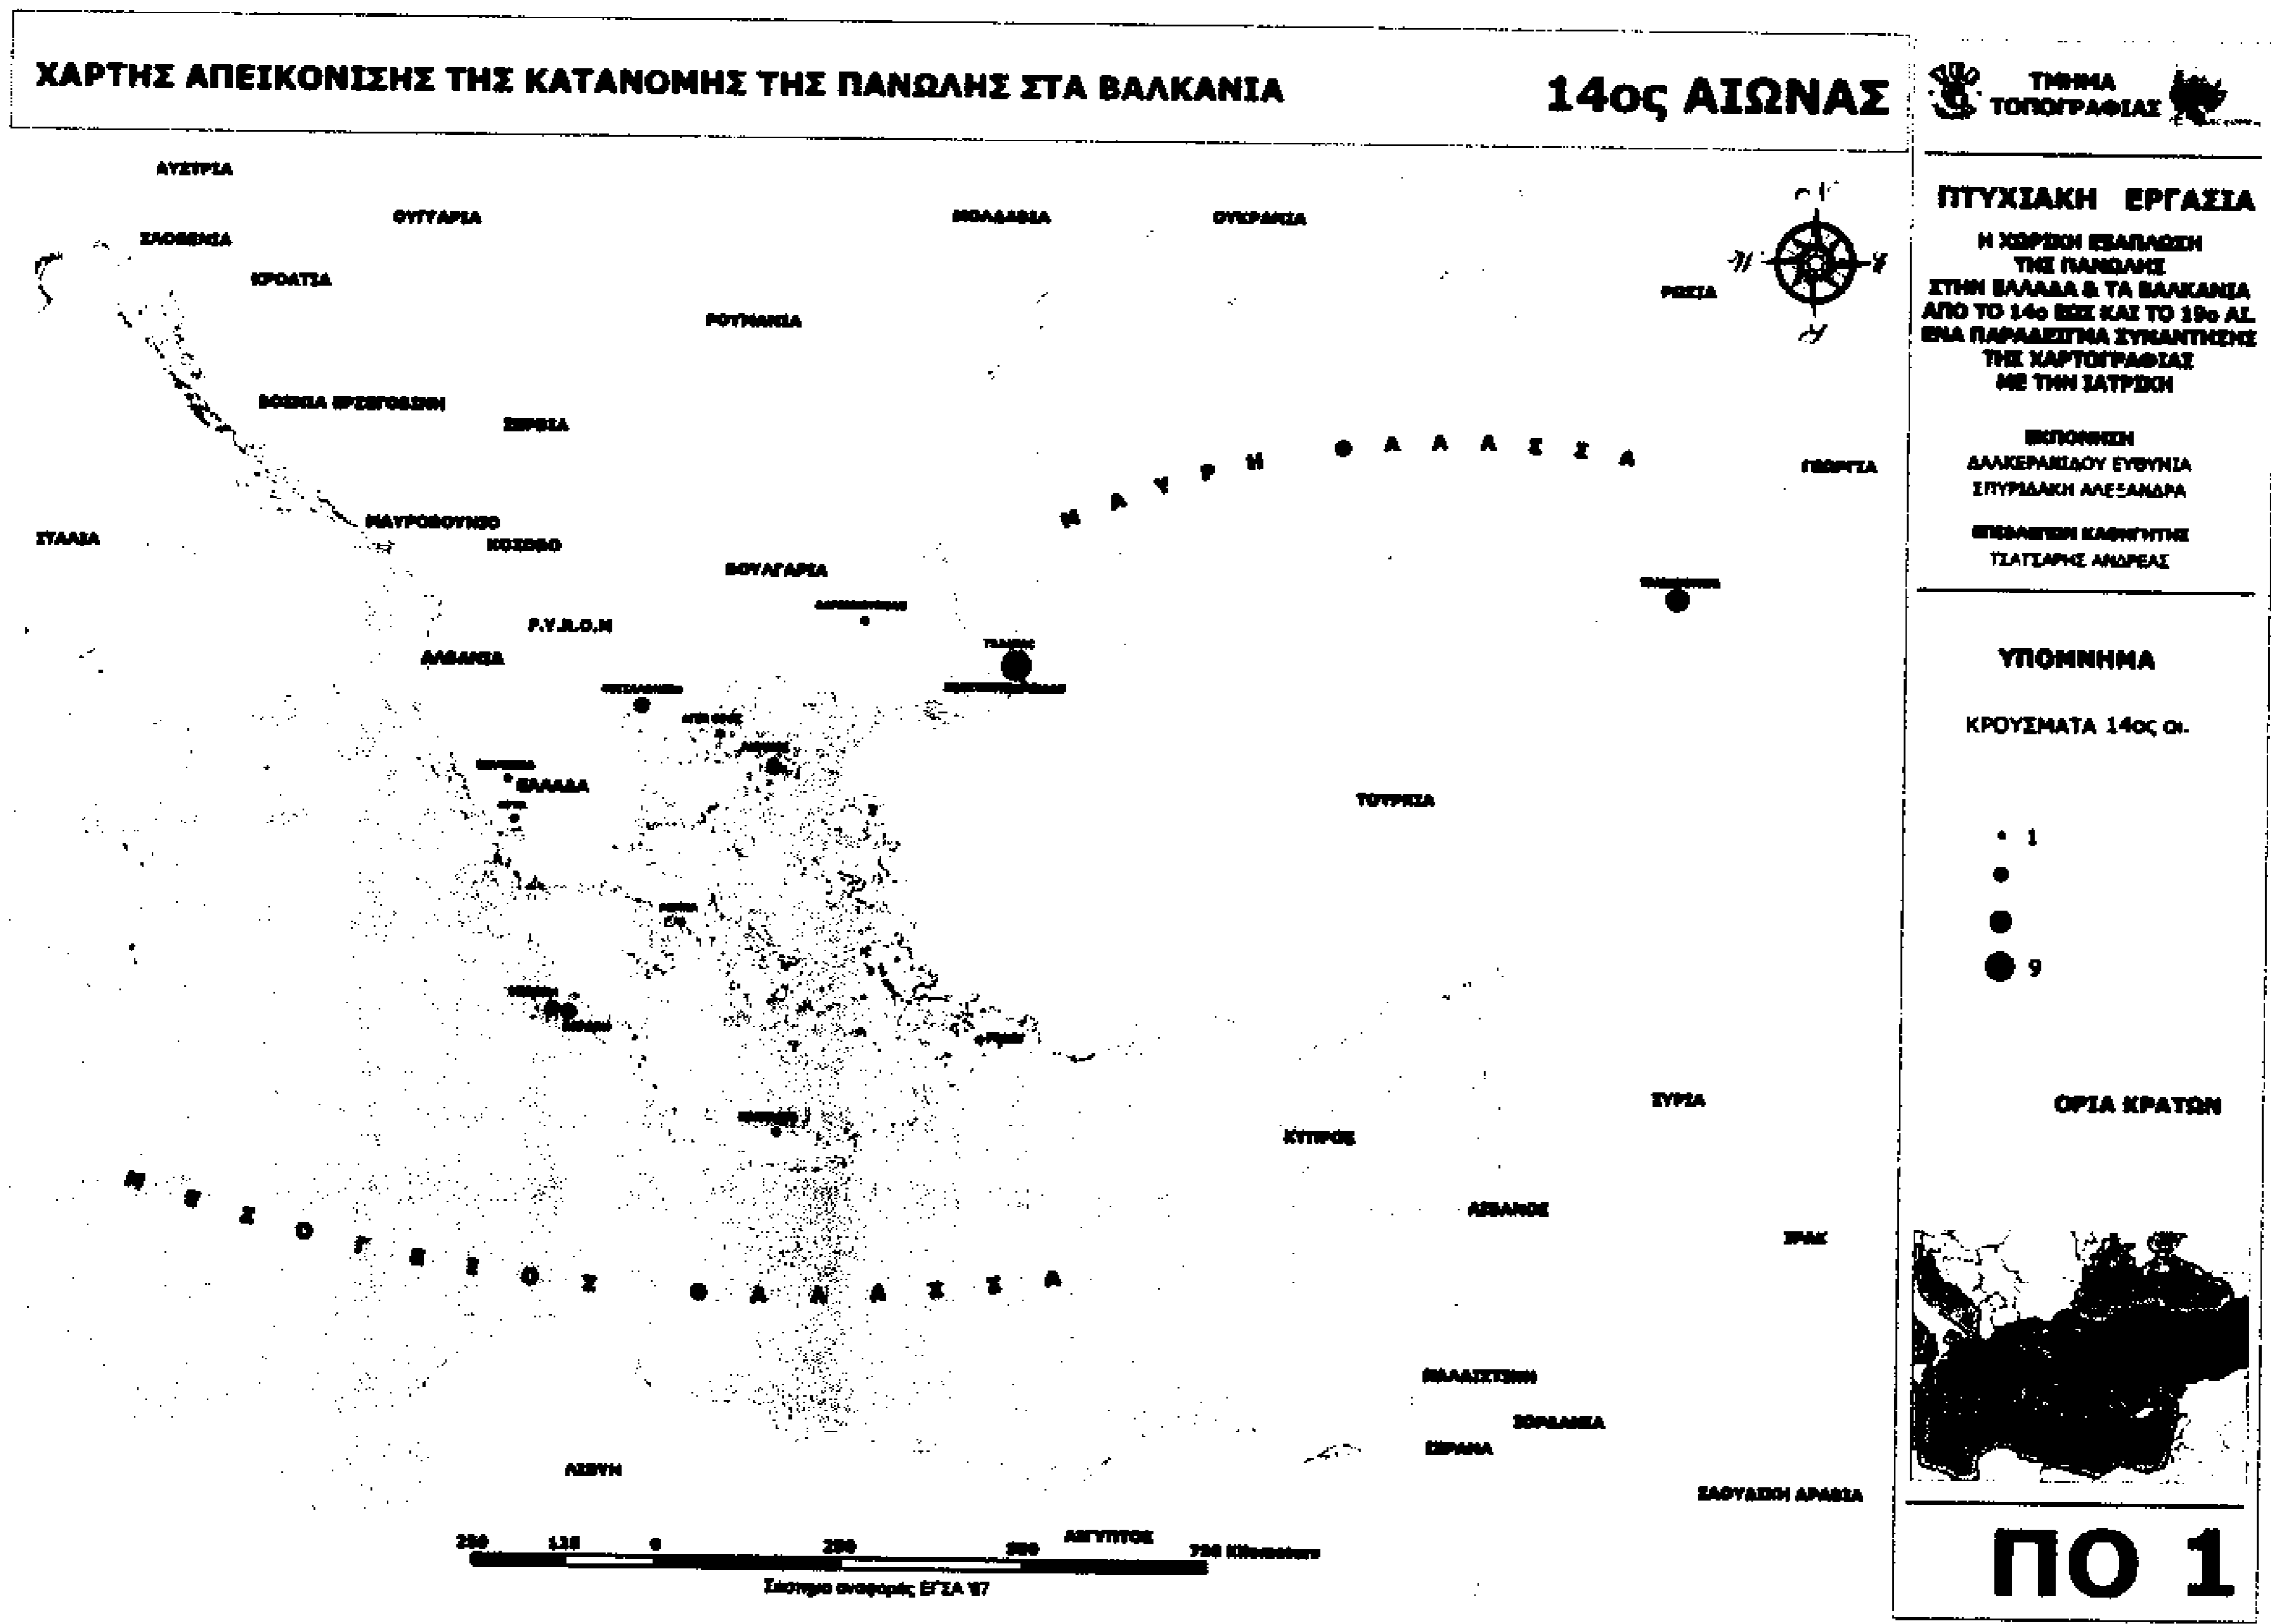 ΧΑΡΤΗΣ ΑΠΕΙΚΟΝΙΣΗΣ ΤΗΣ ΚΑΤΑΝΟΜΗΣ ΤΗΣ ΠΑΝΩΛΗΣ ΣΤΑ ΒΑΛΚΑΝΙΑ
14ος ΑΙΩΝΑΣ
ΑΥΣΤΡΙΑ
ΟΥΓΓΑΡΙΑ
ΜΟΛΔΑΒΙΑ
ΟΥΚΡΑΝΙΑ
ΣΛΟΒΕΝΙΑ
ΚΡΟΑΤΙΑ
ΡΩΣΙΑ
ΡΟΥΜΑΝΙΑ
ΒΟΣΝΙΑ ΕΡΖΕΓΟΒΙΝΗ
ΣΕΡΒΙΑ
ΜΑΥΡΗ ΘΑΛΑΣΣΑ
ΓΕΩΡΓΙΑ
ΜΑΥΡΟΒΟΥΝΙΟ
ΙΤΑΛΙΑ
ΚΟΣΟΒΟ
ΒΟΥΛΓΑΡΙΑ
F.Y.R.O.M
ΑΛΒΑΝΙΑ
ΘΕΣΣΑΛΟΝΙΚΗ
ΛΗΜΝΟΣ
ΕΛΛΑΔΑ
ΤΟΥΡΚΙΑ
ΣΥΡΙΑ
ΚΥΠΡΟΣ
ΜΕΣΟΓΕΙΟΣ ΘΑΛΑΣΣΑ
ΛΙΒΑΝΟΣ
ΙΡΑΚ
ΠΑΛΑΙΣΤΙΝΗ
ΙΟΡΔΑΝΙΑ
ΛΙΒΥΗ
ΣΑΟΥΔΙΚΗ ΑΡΑΒΙΑ
ΑΙΓΥΠΤΟΣ
250 125 0 250 500 750 Kilometers
Σύστημα αναφοράς ΕΓΣΑ '87
ΤΜΗΜΑ
ΤΟΠΟΓΡΑΦΙΑΣ
ΠΤΥΧΙΑΚΗ ΕΡΓΑΣΙΑ
Η ΧΩΡΙΚΗ ΕΞΑΠΛΩΣΗ
ΤΗΣ ΠΑΝΩΛΗΣ
ΣΤΗΝ ΕΛΛΑΔΑ & ΤΑ ΒΑΛΚΑΝΙΑ
ΑΠΟ ΤΟ 14ο ΕΩΣ ΚΑΙ ΤΟ 19ο ΑΙ.
ΕΝΑ ΠΑΡΑΔΕΙΓΜΑ ΣΥΝΑΝΤΗΣΗΣ
ΤΗΣ ΧΑΡΤΟΓΡΑΦΙΑΣ
ΜΕ ΤΗΝ ΙΑΤΡΙΚΗ
ΕΚΠΟΝΗΣΗ
ΔΑΛΚΕΡΑΝΙΔΟΥ ΕΥΘΥΜΙΑ
ΣΠΥΡΙΔΑΚΗ ΑΛΕΞΑΝΔΡΑ
ΕΠΙΒΛΕΠΩΝ ΚΑΘΗΓΗΤΗΣ
ΤΣΑΤΣΑΡΗΣ ΑΝΔΡΕΑΣ
ΥΠΟΜΝΗΜΑ
ΚΡΟΥΣΜΑΤΑ 14ος αι.
1
9
ΟΡΙΑ ΚΡΑΤΩΝ
ΠΟ 1